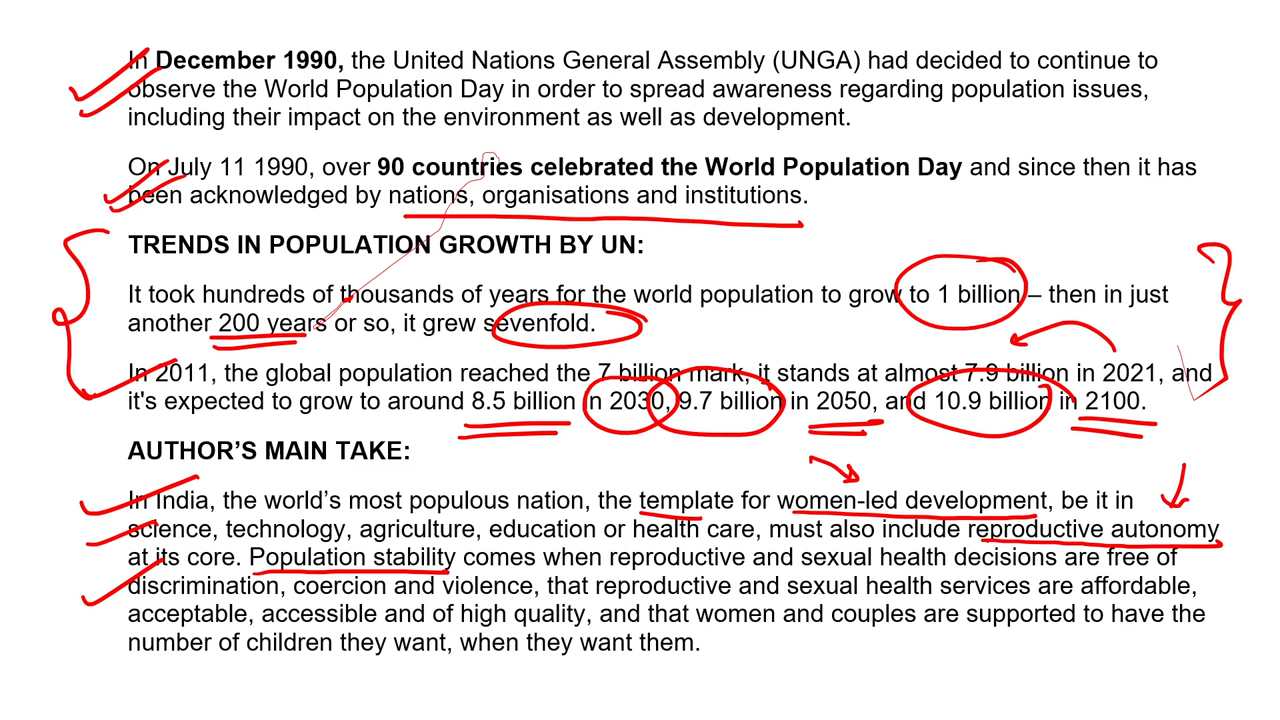 In December 1990, the United Nations General Assembly (UNGA) had decided to continue to
observe the World Population Day in order to spread awareness regarding population issues,
including their impact on the environment as well as development.
On July 11 1990, over 90 countries celebrated the World Population Day and since then it has
been acknowledged by nations, organisations and institutions.
TRENDS IN POPULATION GROWTH BY UN:
It took hundreds of thousands of years for the world population to grow to 1 billion – then in just
another 200 years or so, it grew sevenfold.
In 2011, the global population reached the 7 billion mark, it stands at almost 7.9 billion in 2021, and
it's expected to grow to around 8.5 billion in 2030, 9.7 billion in 2050, and 10.9 billion in 2100.
AUTHOR’S MAIN TAKE:
In India, the world’s most populous nation, the template for women-led development, be it in
science, technology, agriculture, education or health care, must also include reproductive autonomy
at its core. Population stability comes when reproductive and sexual health decisions are free of
discrimination, coercion and violence, that reproductive and sexual health services are affordable,
acceptable, accessible and of high quality, and that women and couples are supported to have the
number of children they want, when they want them.